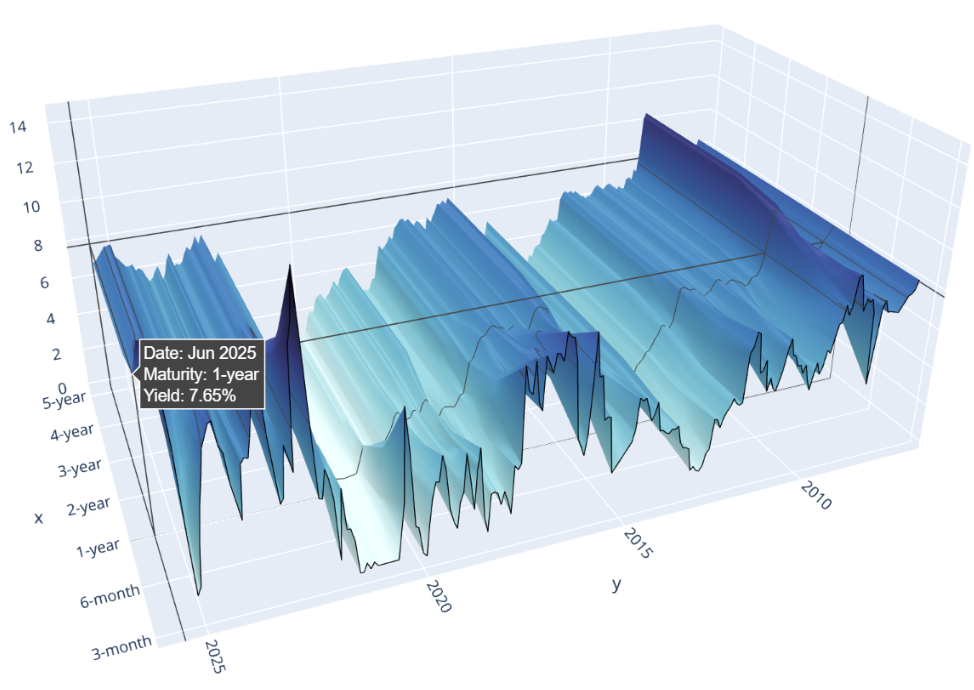 14
12
10
8
6
4
2
0
5-year
4-year
3-year
2-year
1-year
6-month
3-month
x
Date: Jun 2025
Maturity: 1-year
Yield: 7.65%
2025
2020
2015
2010
y